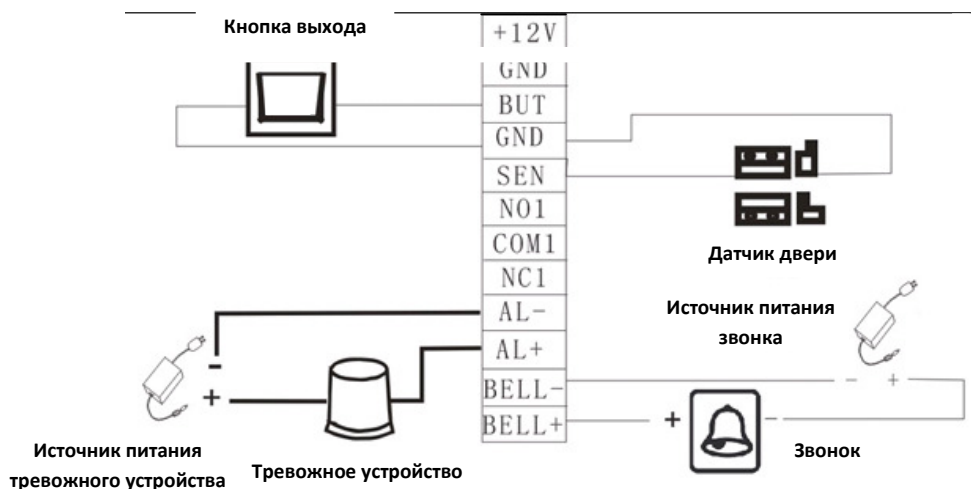 Кнопка выхода
+12V
GND
BUT
GND
SEN
NO1
COM1
NC1
AL-
AL+
BELL-
BELL+
Датчик двери
Источник питания
звонка
- +
-
+
+ -
Звонок
Источник питания
тревожного устройства
Тревожное устройство